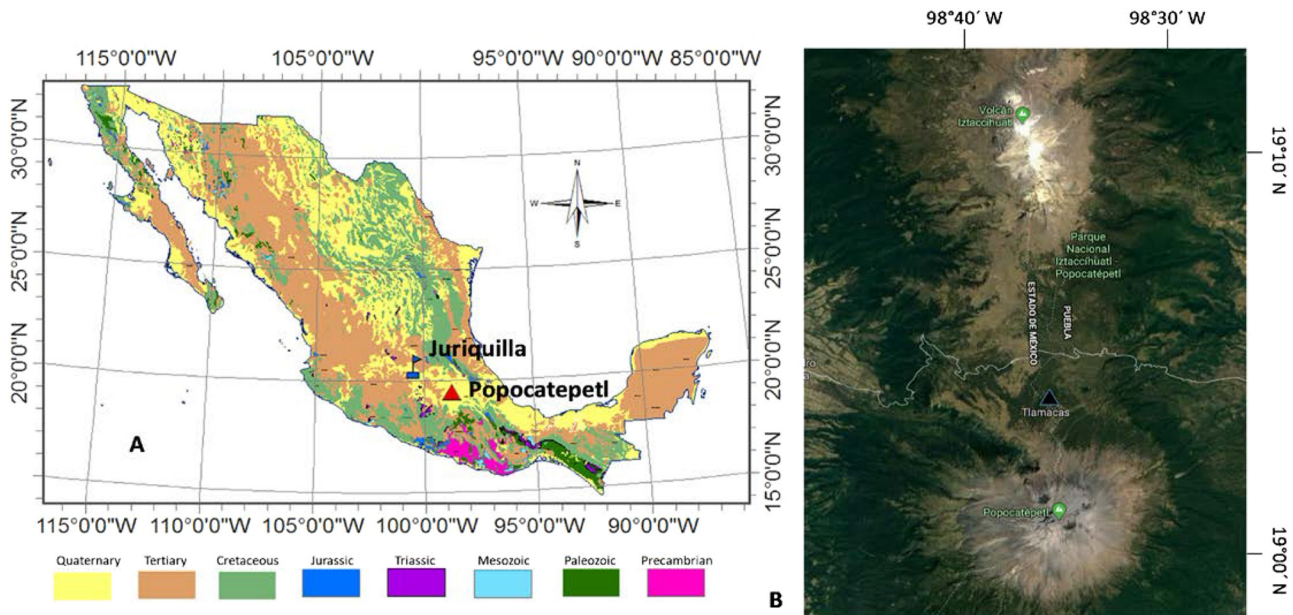 98°40´ W
98°30´ W
115°0'0"W
105°0'0"W
95°0'0"W
90°0'0"W
85°0'0"W
30°0'0"N
25°0'0"N
20°0'0"N
30°0'0"N
25°0'0"N
20°0'0"N
15°0'0"N
N
W
E
S
Juriquilla
Popocatepetl
A
115°0'0"W
110°0'0"W
105°0'0"W
100°0'0"W
95°0'0"W
90°0'0"W
Quaternary
Tertiary
Cretaceous
Jurassic
Triassic
Mesozoic
Paleozoic
Precambrian
Volcán
Iztaccíhuatl
Parque
Nacional
Iztaccíhuatl -
Popocatépetl
ESTADO DE MÉXICO
PUEBLA
Tlamacas
Popocatépetl
19°10´ N
19°00´ N
B